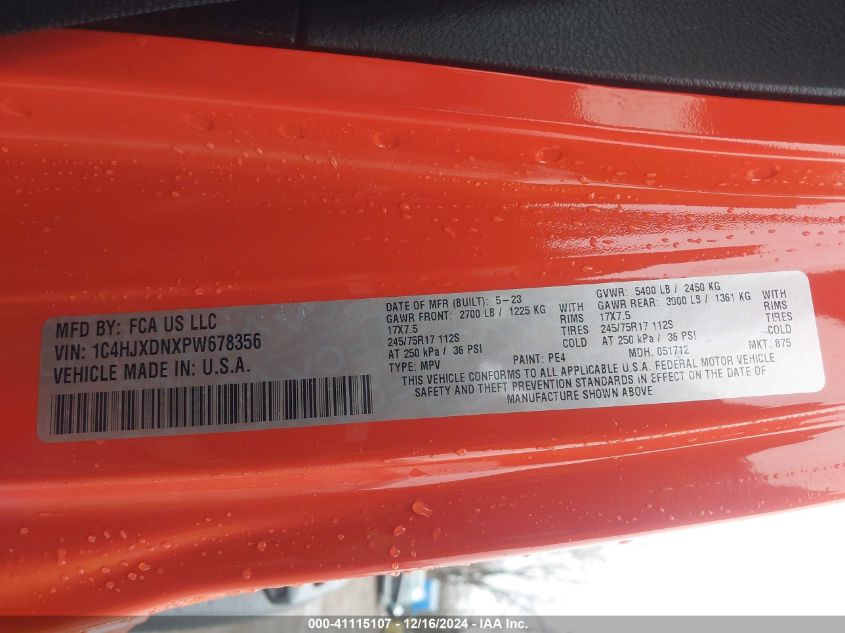 MFD BY: FCA US LLC
VIN: 1C4HJXDNXPW678356
VEHICLE MADE IN: U.S.A.
DATE OF MFR (BUILT): 5-23
GAWR FRONT: 2700 LB / 1225 KG WITH
17X7.5 RIMS
245/75R17 112S TIRES
AT 250 kPa / 36 PSI COLD
TYPE: MPV PAINT: PE4
GVWR: 5400 LB / 2450 KG
GAWR REAR: 3000 LB / 1361 KG WITH
17X7.5 RIMS
245/75R17 112S TIRES
AT 250 kPa / 36 PSI COLD
MDH: 051712 MKT: 875
THIS VEHICLE CONFORMS TO ALL APPLICABLE U.S.A. FEDERAL MOTOR VEHICLE
SAFETY AND THEFT PREVENTION STANDARDS IN EFFECT ON THE DATE OF
MANUFACTURE SHOWN ABOVE
000-41115107 / 12/16/2024 / IAA Inc.